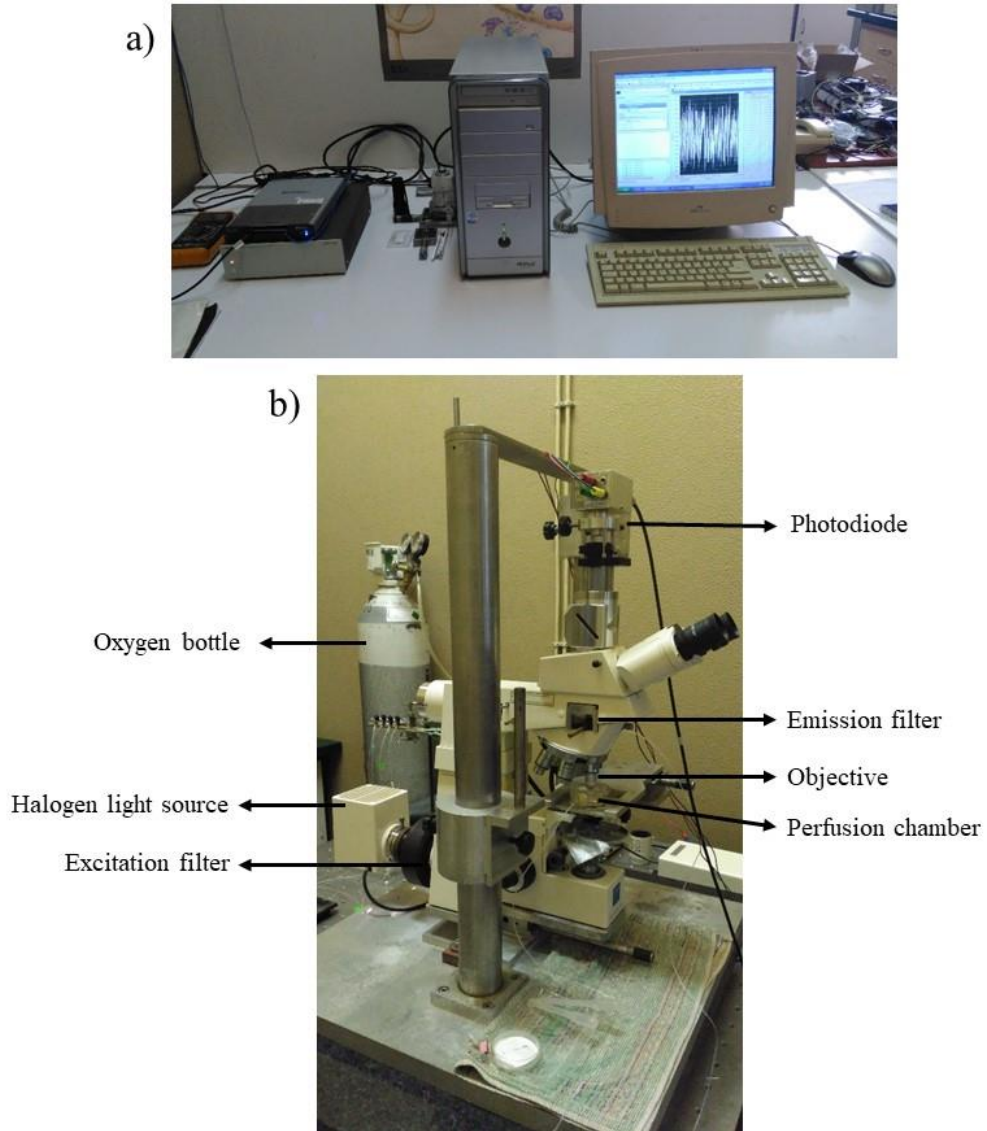 a)
b)
Photodiode
Oxygen bottle
Emission filter
Objective
Halogen light source
Perfusion chamber
Excitation filter